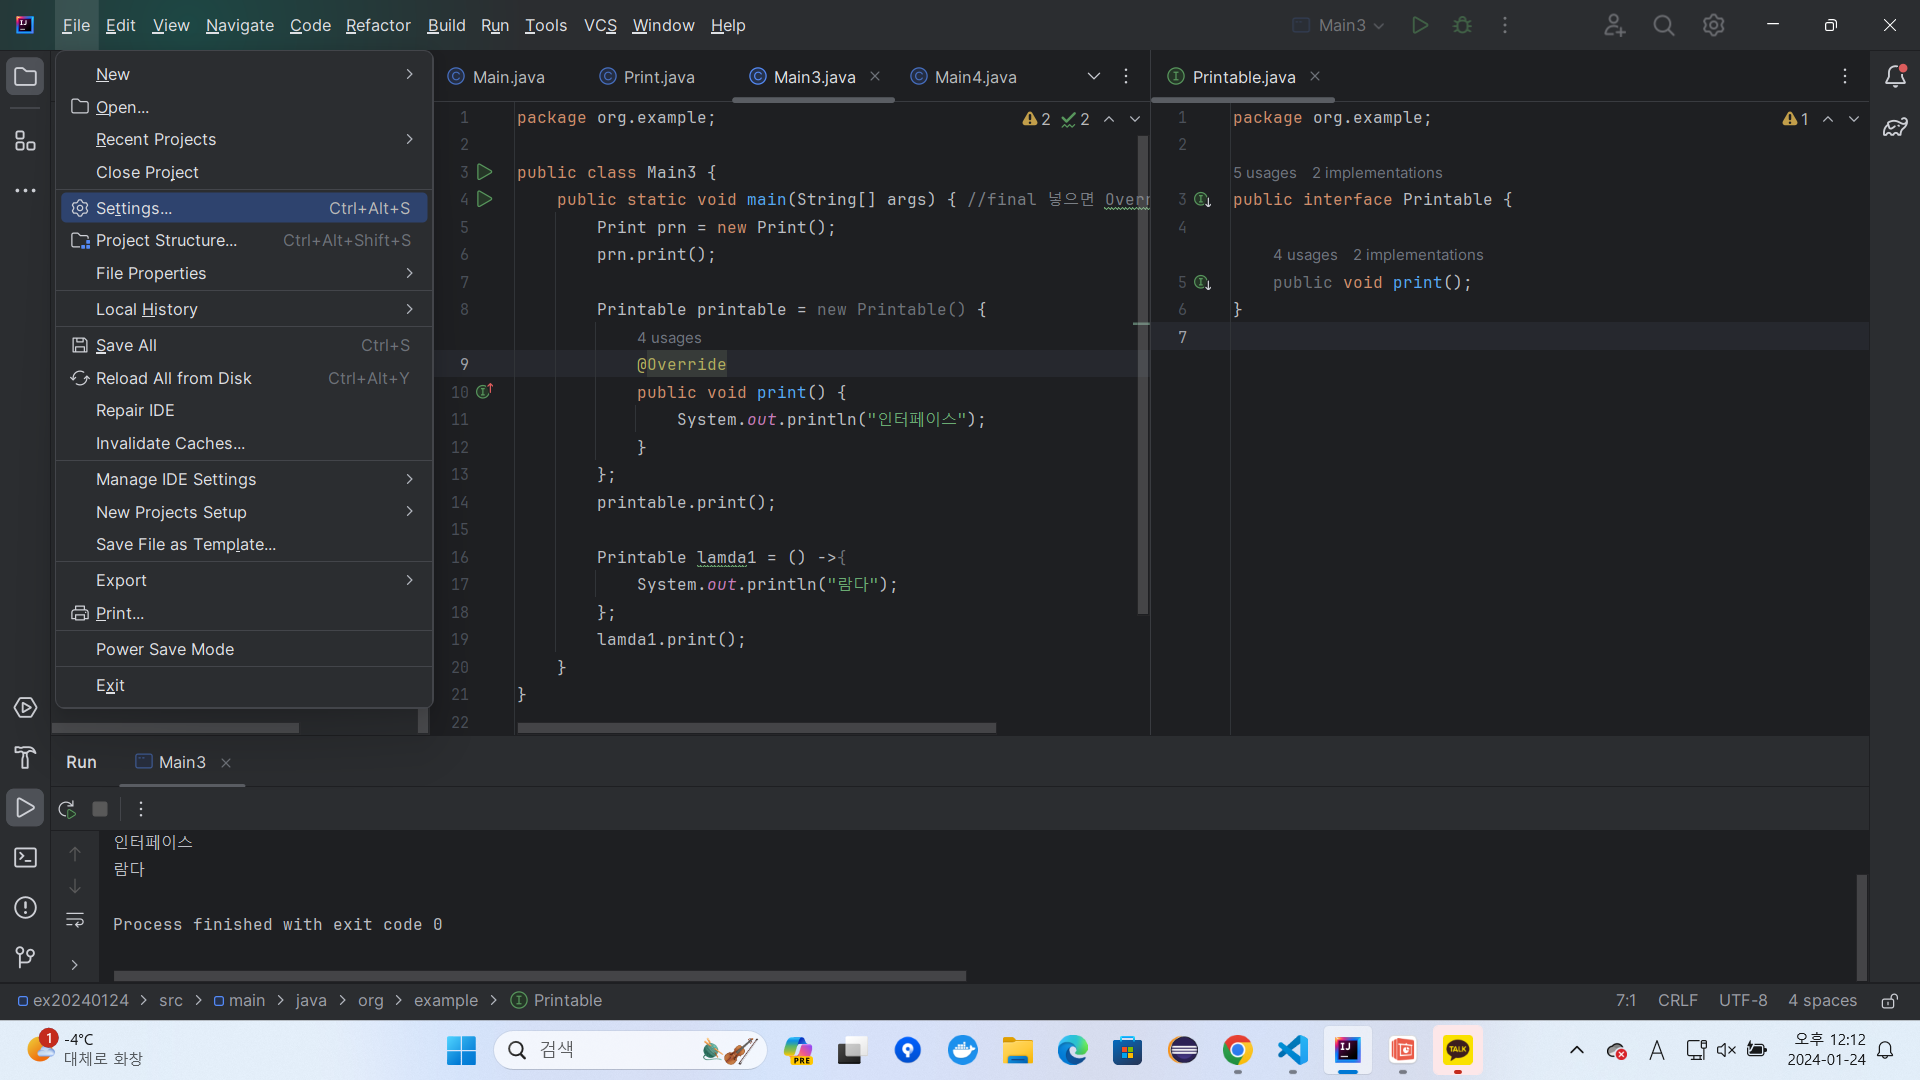 File Edit View Navigate Code Refactor Build Run Tools VCS Window Help
Main3
New
Open...
Recent Projects
Close Project
Settings... Ctrl+Alt+S
Project Structure... Ctrl+Alt+Shift+S
File Properties
Local History
Save All Ctrl+S
Reload All from Disk Ctrl+Alt+Y
Repair IDE
Invalidate Caches...
Manage IDE Settings
New Projects Setup
Save File as Template...
Export
Print...
Power Save Mode
Exit
Main.java Print.java Main3.java Main4.java
2 2
1 package org.example;
2
3 public class Main3 {
4 public static void main(String[] args) { //final 넣으면 Overr
5 Print prn = new Print();
6 prn.print();
7
8 Printable printable = new Printable() {
4 usages
9 @Override
10 public void print() {
11 System.out.println("인터페이스");
12 }
13 };
14 printable.print();
15
16 Printable lamda1 = () ->{
17 System.out.println("람다");
18 };
19 lamda1.print();
20 }
21 }
22
Printable.java
1
1 package org.example;
2
5 usages 2 implementations
3 public interface Printable {
4
4 usages 2 implementations
5 public void print();
6 }
7
Run Main3
인터페이스
람다
Process finished with exit code 0
ex20240124 > src > main > java > org > example > Printable
7:1 CRLF UTF-8 4 spaces
1
-4°C
대체로 화창
검색
PRE
IJ
TALK
A
오후 12:12
2024-01-24